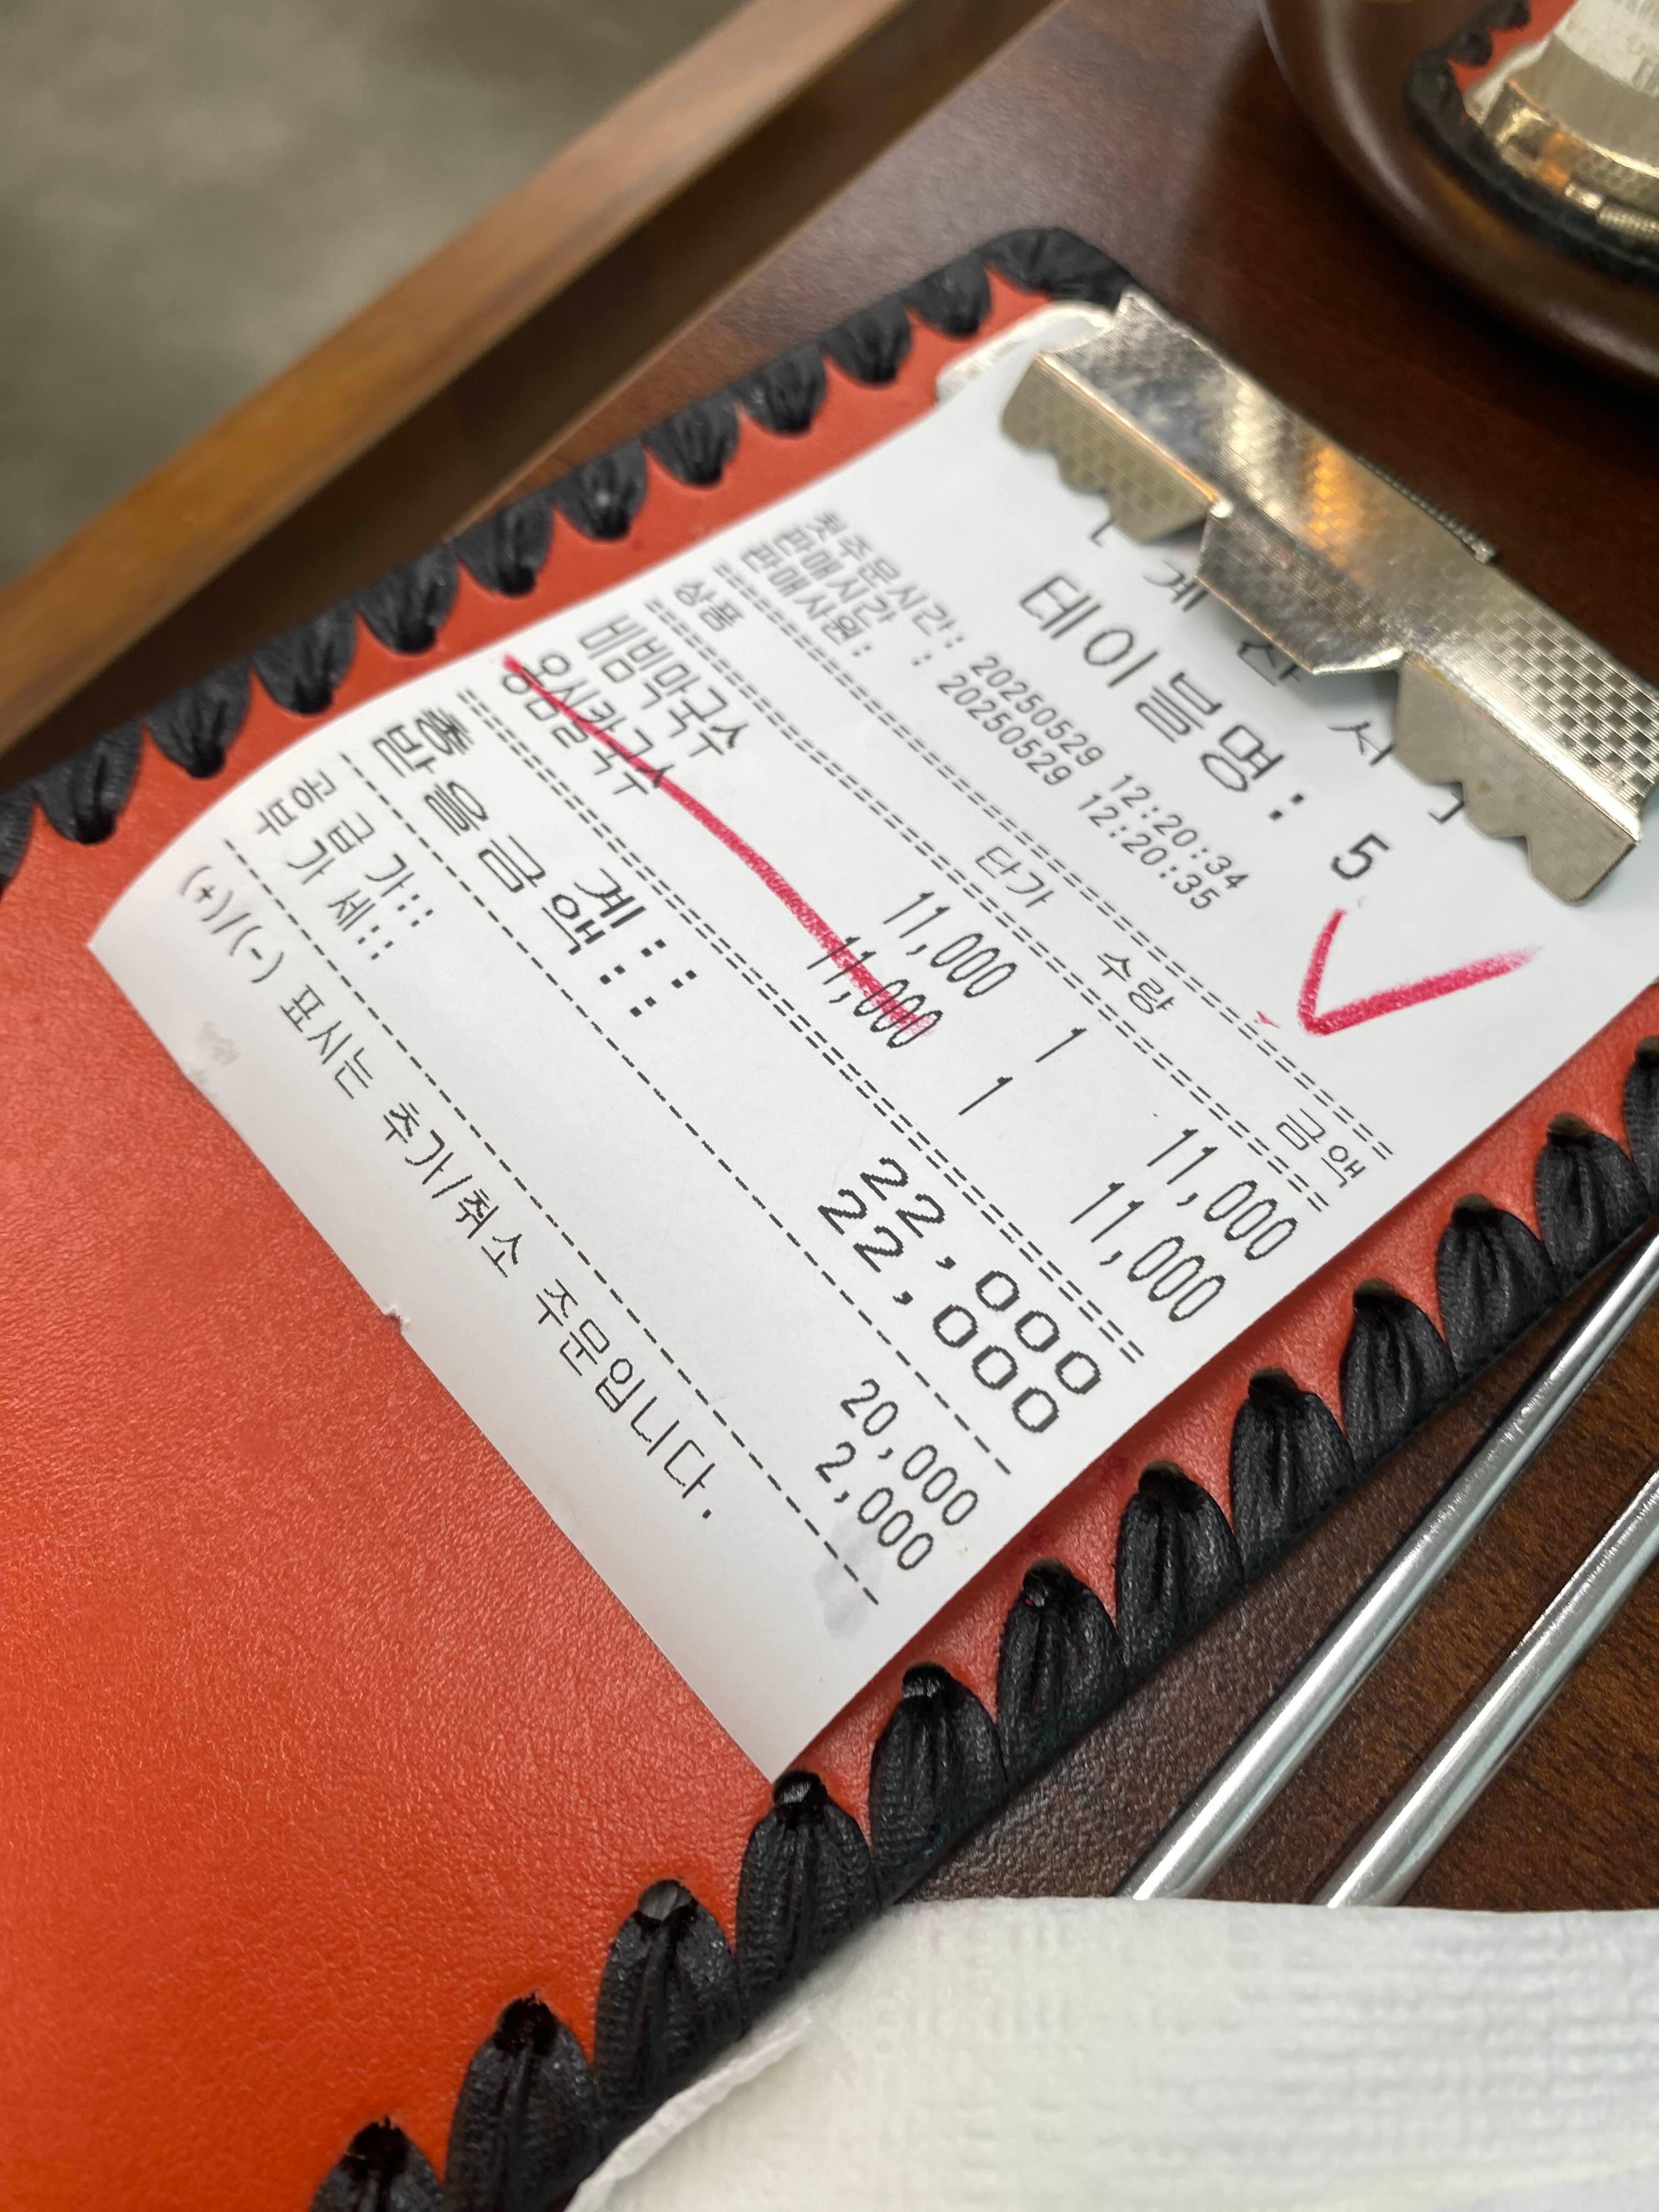 계 산 서
테이블명: 5
첫주문시간: 20250529 12:20:34
판매시간 : 20250529 12:20:35
판매사원:
상품 단가 수량 금액
비빔막국수 11,000 1 11,000
옹심칼국수 11,000 1 11,000
총 계: : 22,000
받을금액: : 22,000
공급가:: 20,000
부가세:: 2,000
(+)/(-) 표시는 추가/취소 주문입니다.